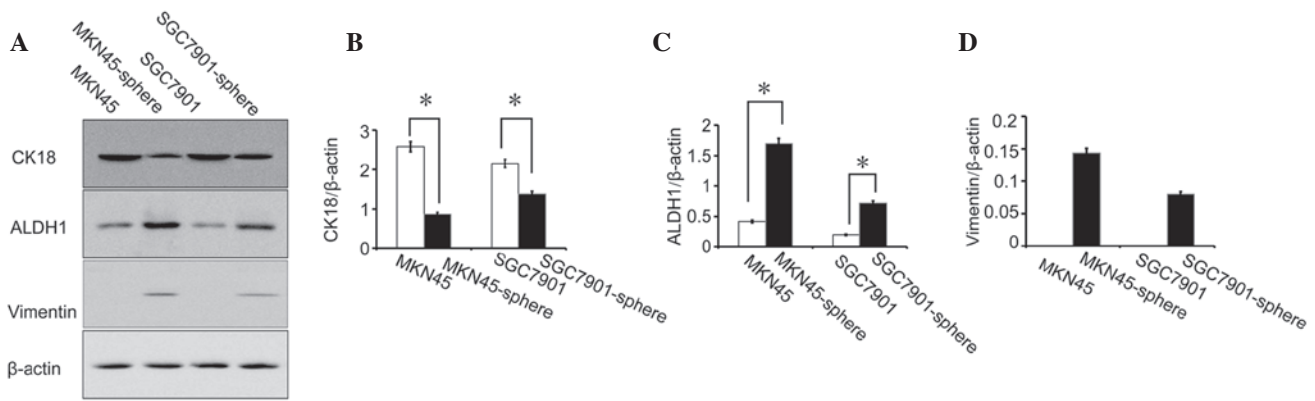 A
MKN45
MKN45-sphere
SGC7901
SGC7901-sphere
CK18
ALDH1
Vimentin
β-actin
B
CK18/β-actin
3
2
1
0
*
*
MKN45
MKN45-sphere
SGC7901
SGC7901-sphere
C
ALDH1/β-actin
2
1.5
1
0.5
0
*
*
MKN45
MKN45-sphere
SGC7901
SGC7901-sphere
D
Vimentin/β-actin
0.2
0.15
0.1
0.05
0
MKN45
MKN45-sphere
SGC7901
SGC7901-sphere